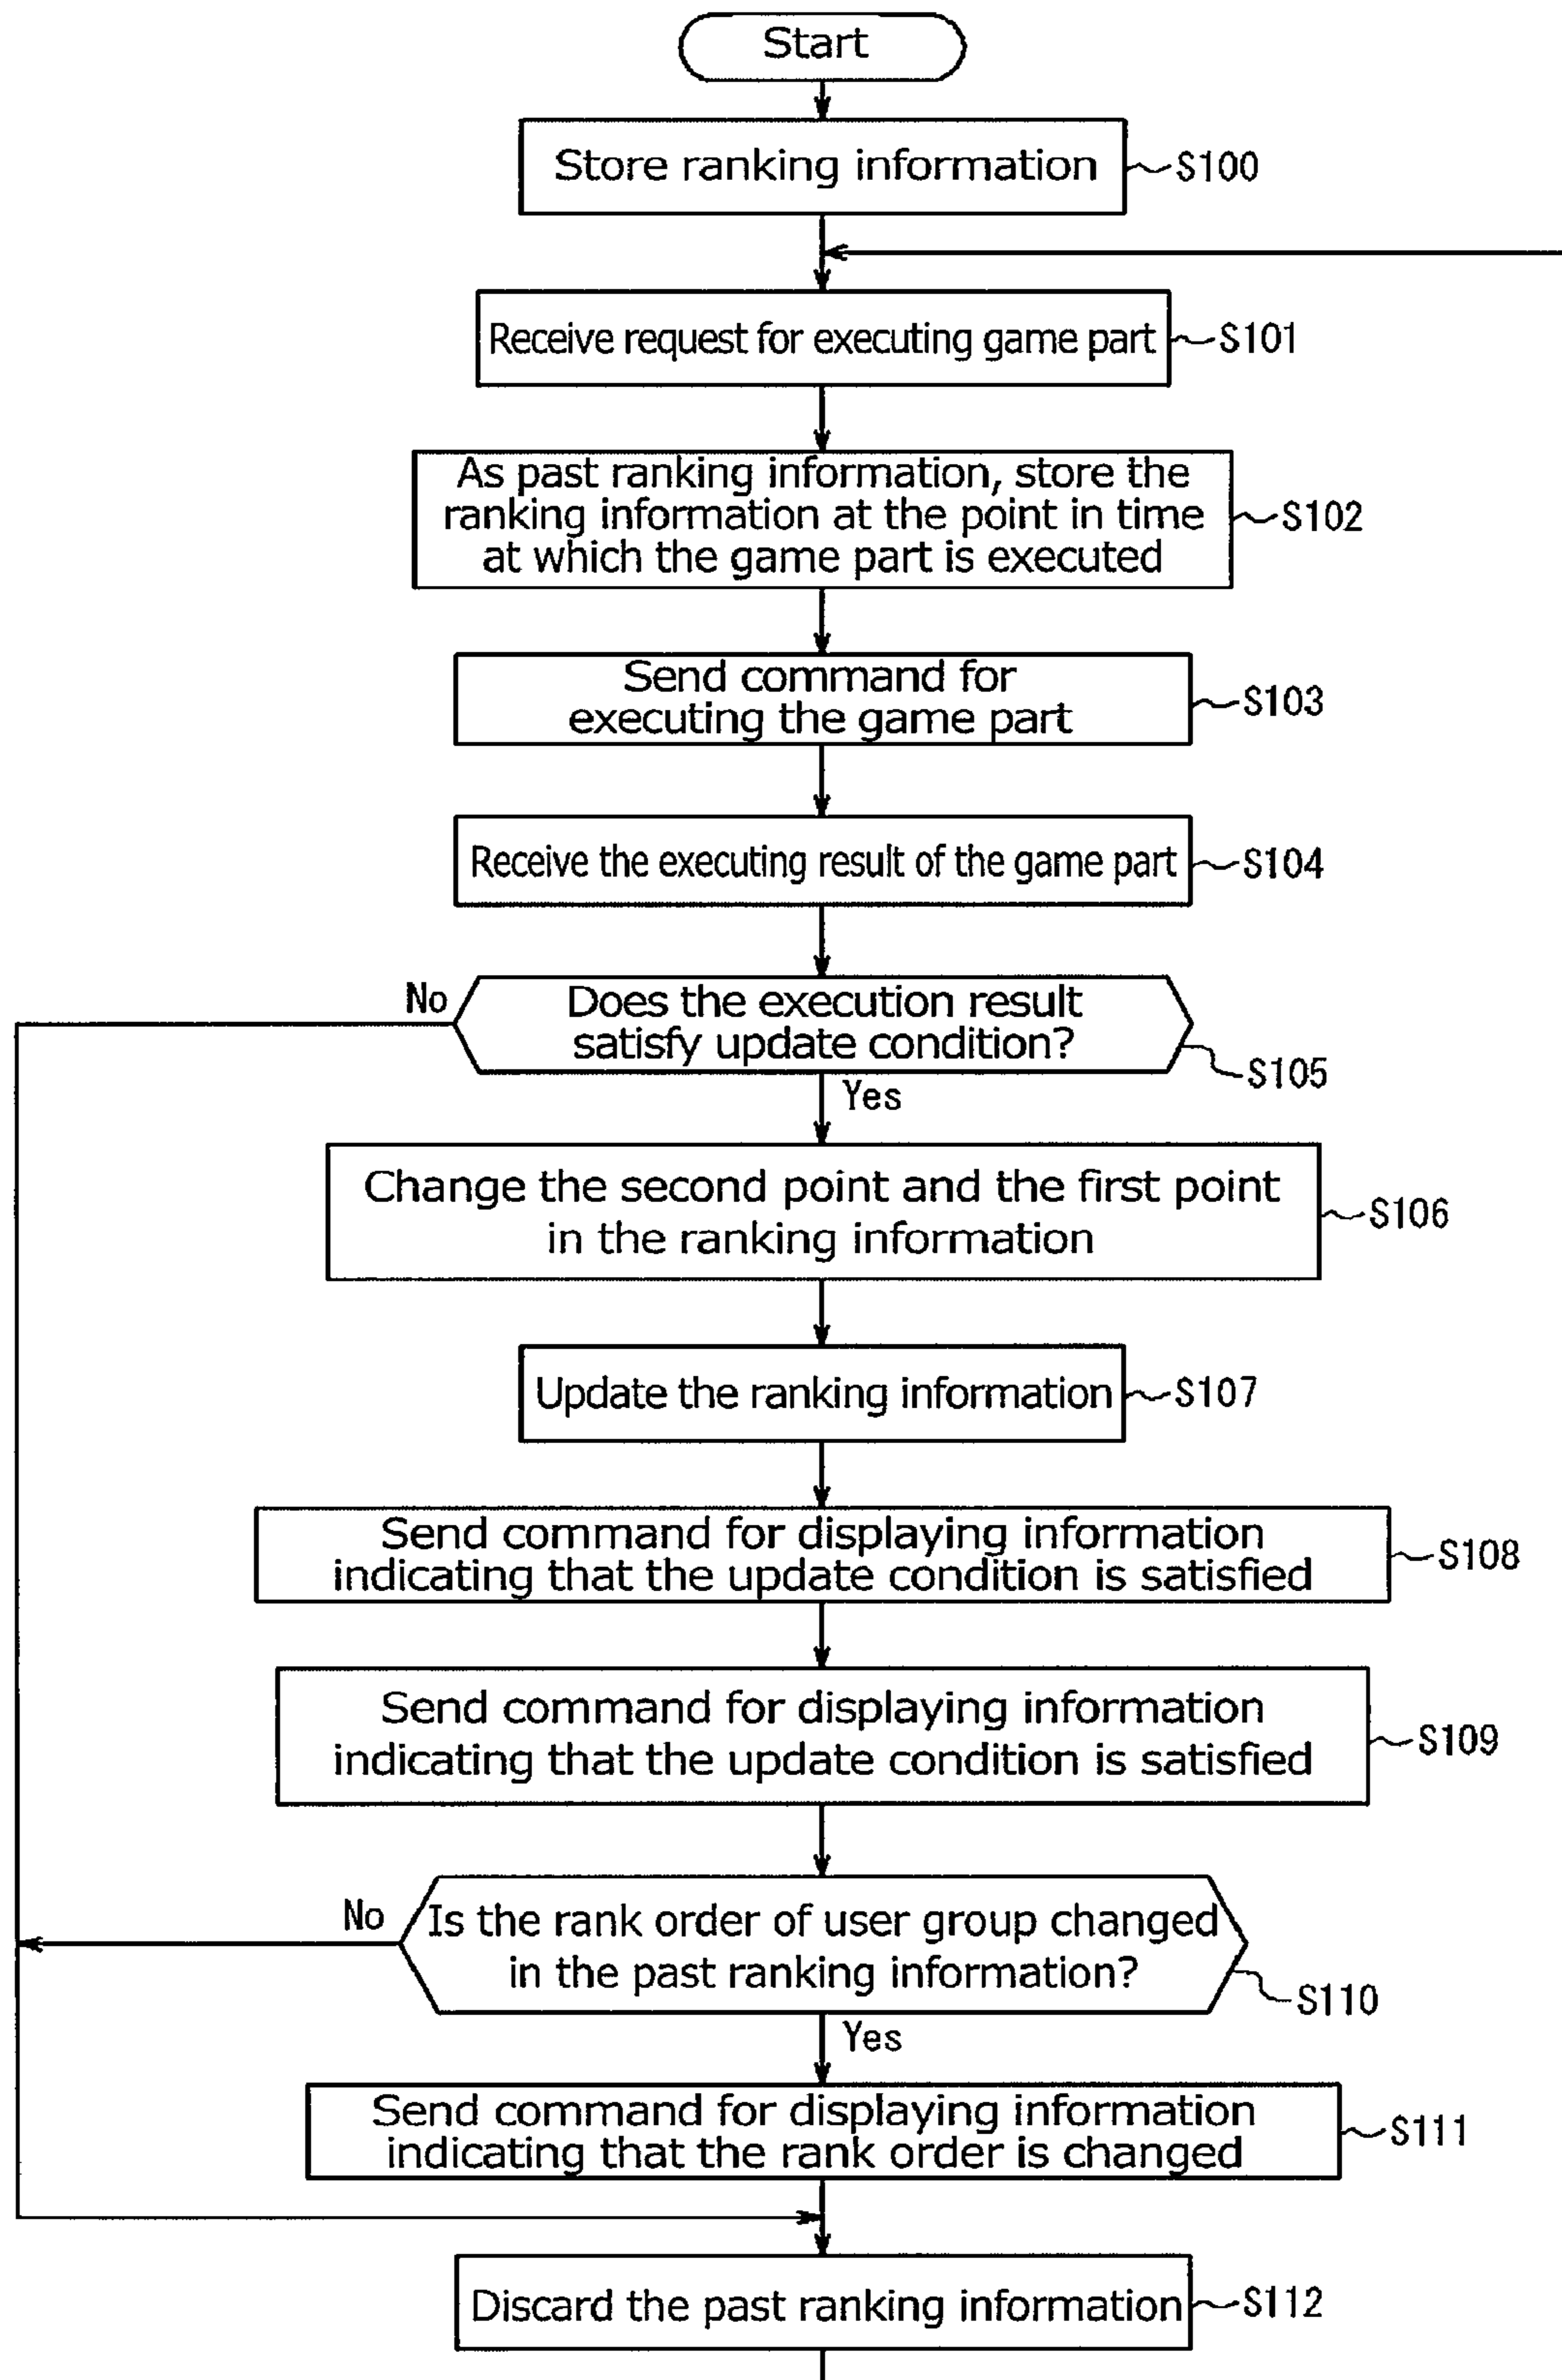 Start
Store ranking information
S100
Receive request for executing game part
S101
As past ranking information, store the
ranking information at the point in time
at which the game part is executed
S102
Send command for
executing the game part
S103
Receive the executing result of the game part
S104
No
Does the execution result
satisfy update condition?
S105
Yes
Change the second point and the first point
in the ranking information
S106
Update the ranking information
S107
Send command for displaying information
indicating that the update condition is satisfied
S108
Send command for displaying information
indicating that the update condition is satisfied
S109
No
Is the rank order of user group changed
in the past ranking information?
S110
Yes
Send command for displaying information
indicating that the rank order is changed
S111
Discard the past ranking information
S112